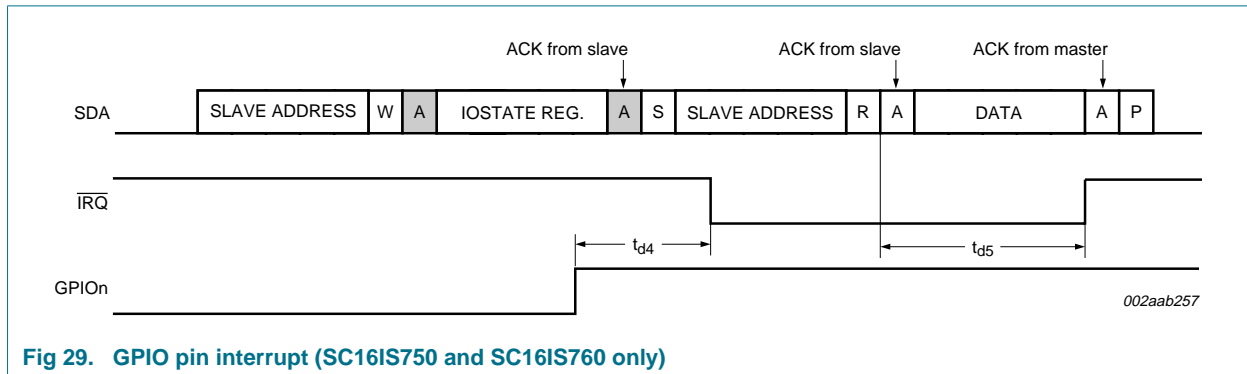 ACK from slave ACK from slave ACK from master
SDA SLAVE ADDRESS W A IOSTATE REG. A S SLAVE ADDRESS R A DATA A P
IRQ
td4 td5
GPIOn
002aab257
Fig 29. GPIO pin interrupt (SC16IS750 and SC16IS760 only)